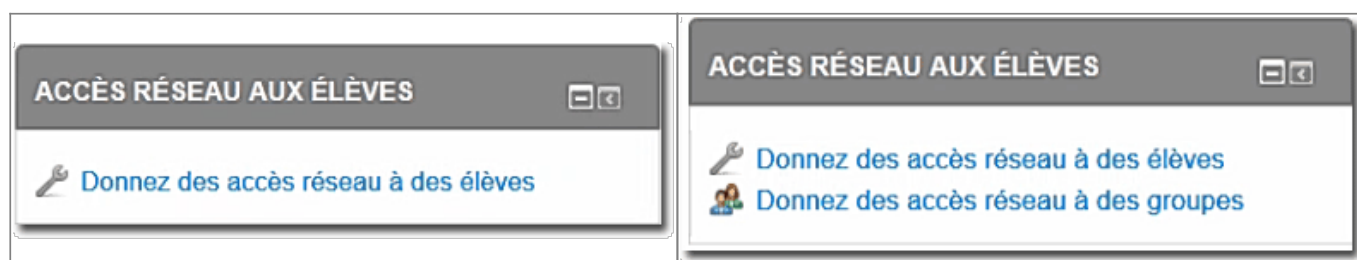 ACCÈS RÉSEAU AUX ÉLÈVES
Donnez des accès réseau à des élèves
ACCÈS RÉSEAU AUX ÉLÈVES
Donnez des accès réseau à des élèves
Donnez des accès réseau à des groupes